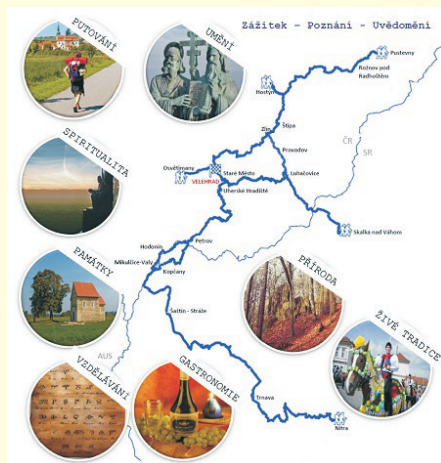 Zážitek – Poznání – Uvědomění
PUTOVÁNÍ
UMĚNÍ
Pustevny
Rožnov pod
Radhoštěm
Hostýn
Zlín
Štípa
Provodov
ČR
SR
SPIRITUALITA
Osvětimany
Staré Město
VELEHRAD
Luhačovice
Uherské Hradiště
Skalka nad Váhom
Petrov
Hodonín
Mikulčice-Valy
Kopčany
PAMÁTKY
PŘÍRODA
Šaštín - Stráže
ŽIVÉ TRADICE
AUS
VZDĚLÁVÁNÍ
GASTRONOMIE
Trnava
Nitra